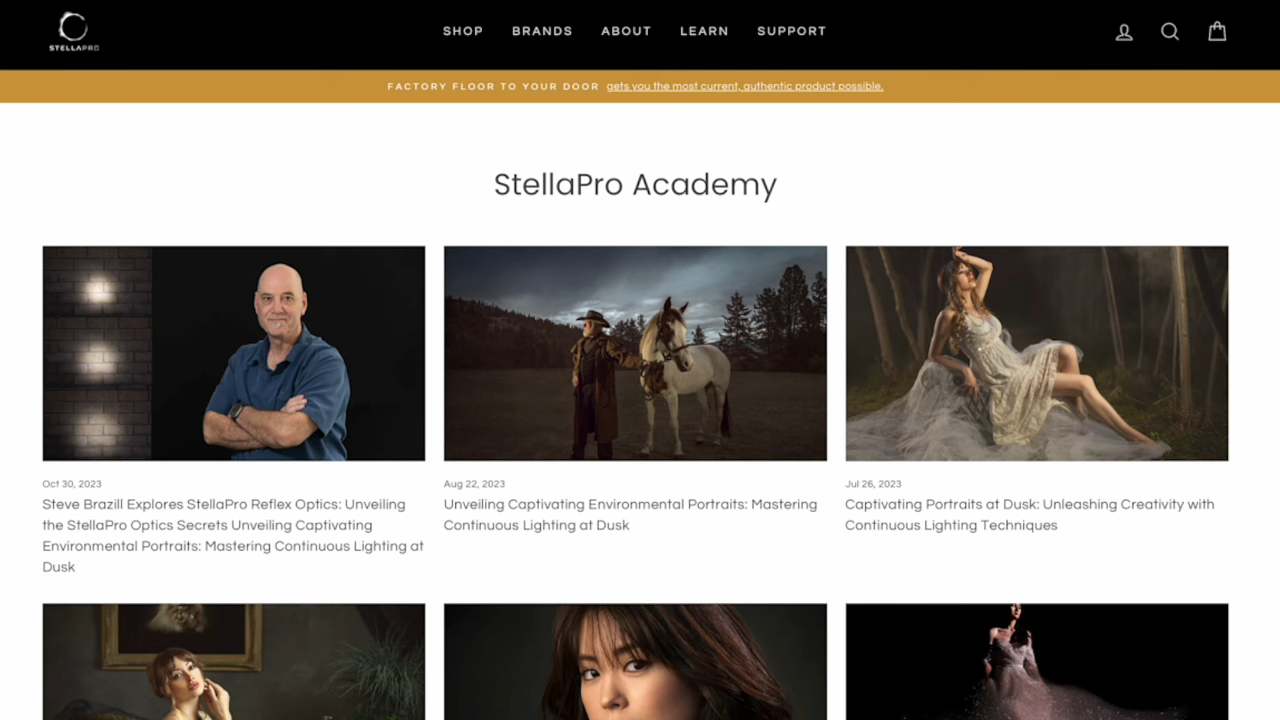 STELLAPRO
SHOP BRANDS ABOUT LEARN SUPPORT
FACTORY FLOOR TO YOUR DOOR gets you the most current, authentic product possible.
StellaPro Academy
Oct 30, 2023
Steve Brazill Explores StellaPro Reflex Optics: Unveiling
the StellaPro Optics Secrets Unveiling Captivating
Environmental Portraits: Mastering Continuous Lighting at
Dusk
Aug 22, 2023
Unveiling Captivating Environmental Portraits: Mastering
Continuous Lighting at Dusk
Jul 26, 2023
Captivating Portraits at Dusk: Unleashing Creativity with
Continuous Lighting Techniques